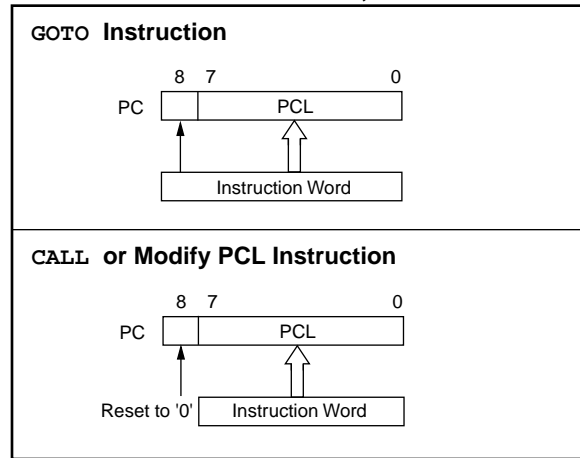 GOTO Instruction
8 7 0
PC PCL
Instruction Word
CALL or Modify PCL Instruction
8 7 0
PC PCL
Reset to '0' Instruction Word